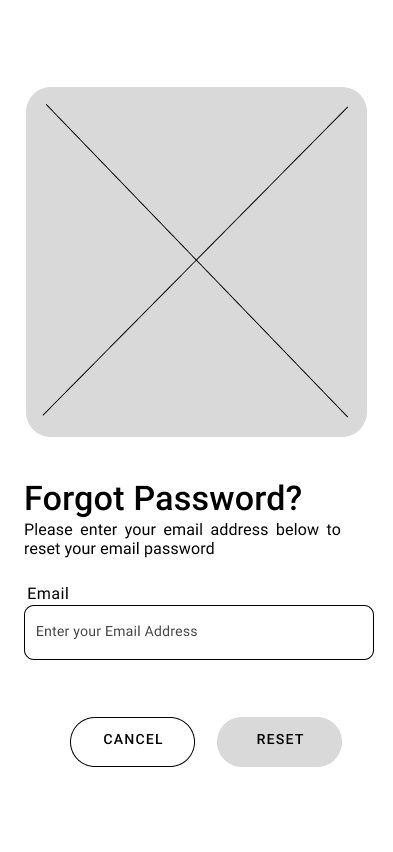 Forgot Password?
Please enter your email address below to
reset your email password
Email
Enter your Email Address
CANCEL
RESET